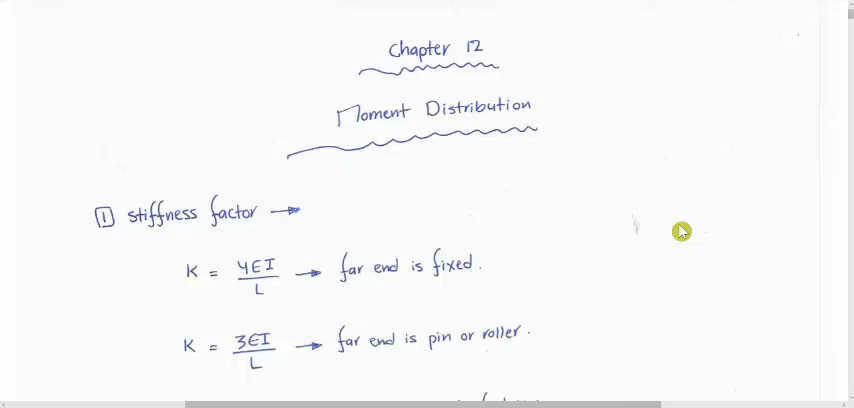 Chapter 12
Moment Distribution
1 Stiffness factor →
K = 4EI/L → far end is fixed.
K = 3EI/L → far end is pin or roller.